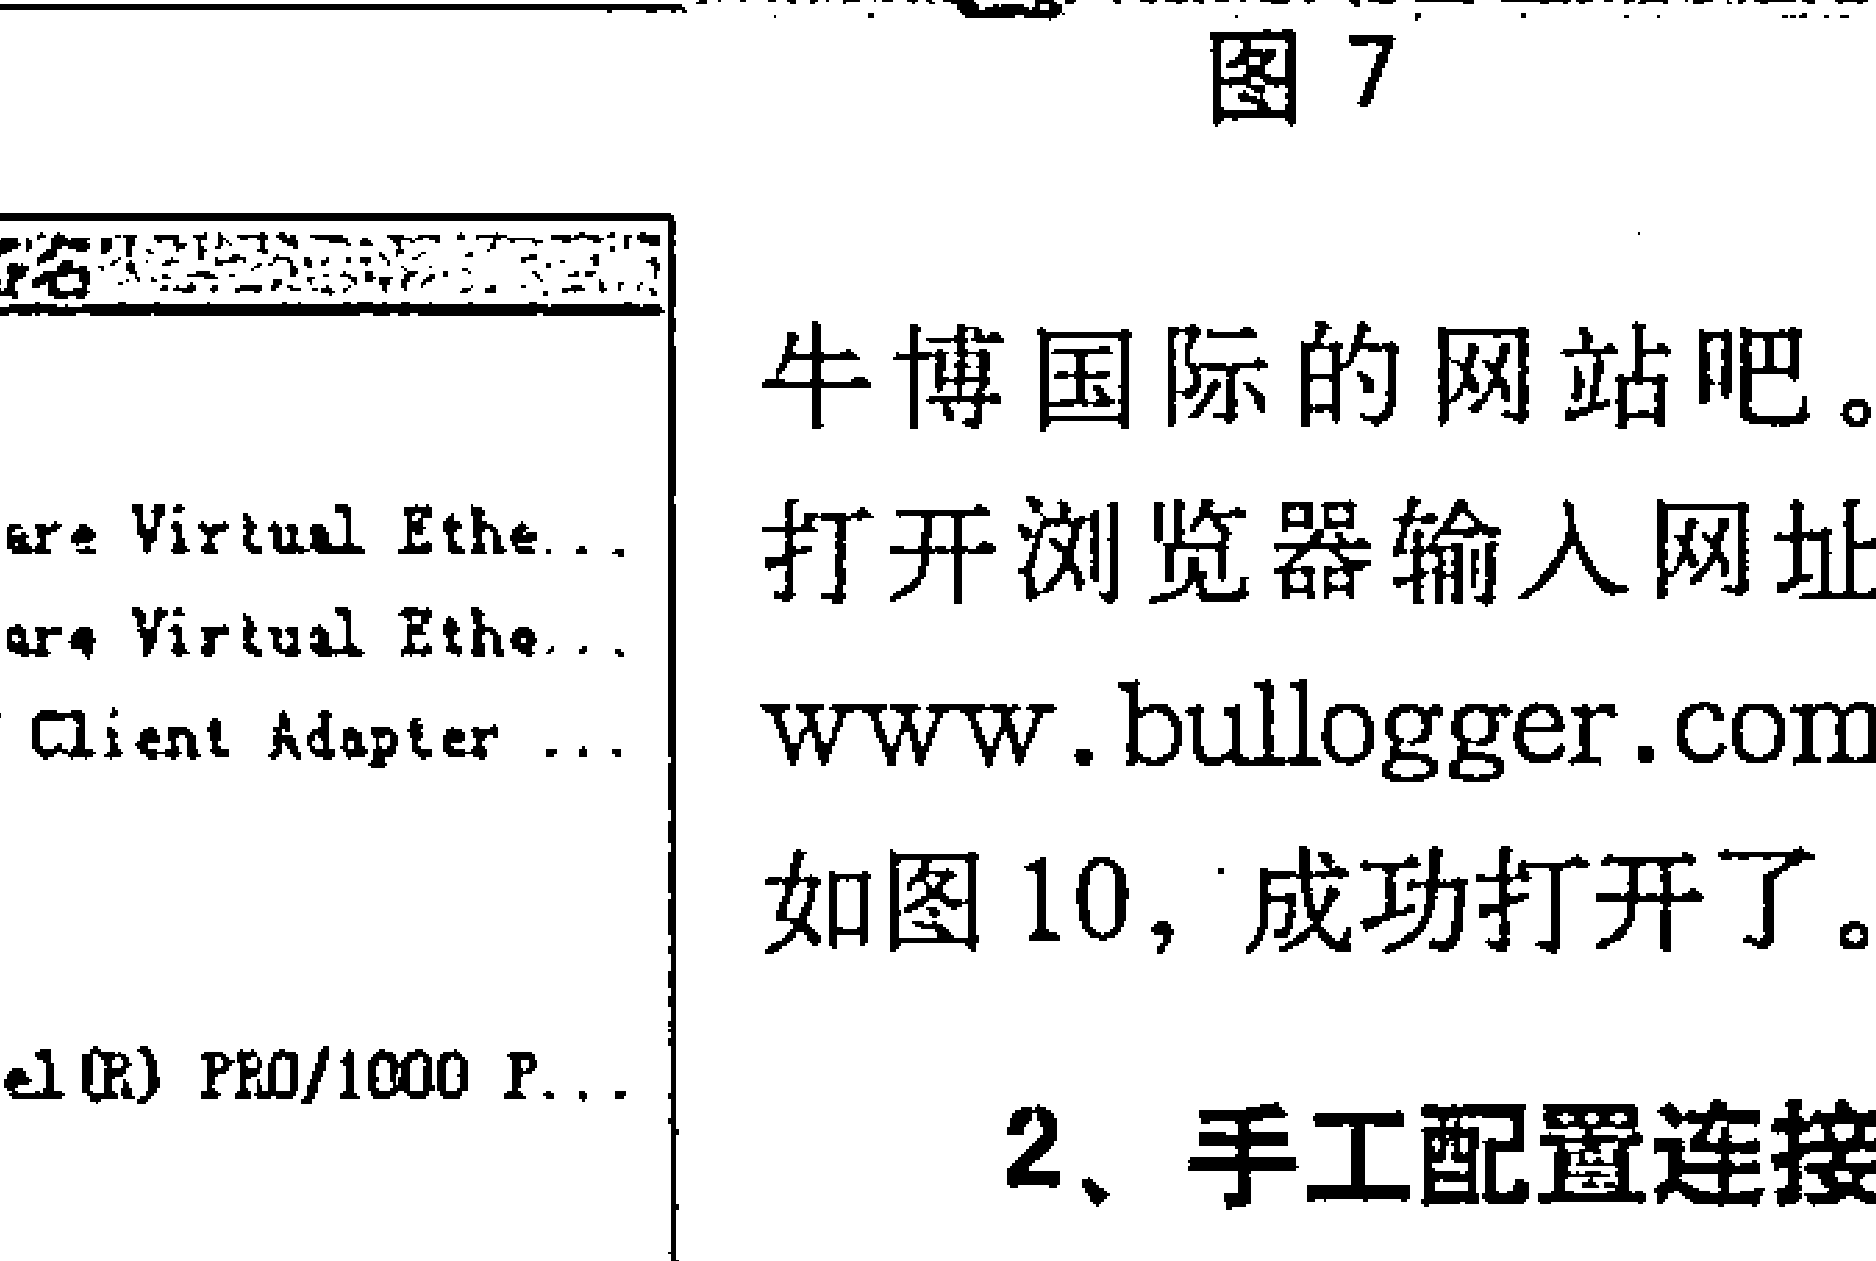 图 7
名
are Virtual Ethe...
are Virtual Ethe...
Client Adapter ...
el(R) PRO/1000 P...
牛博国际的网站吧。
打开浏览器输入网址
www.bullogger.com
如图 10，成功打开了。
2、手工配置连接